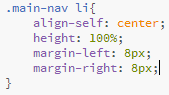 .main-nav li{
    align-self: center;
    height: 100%;
    margin-left: 8px;
    margin-right: 8px;
}